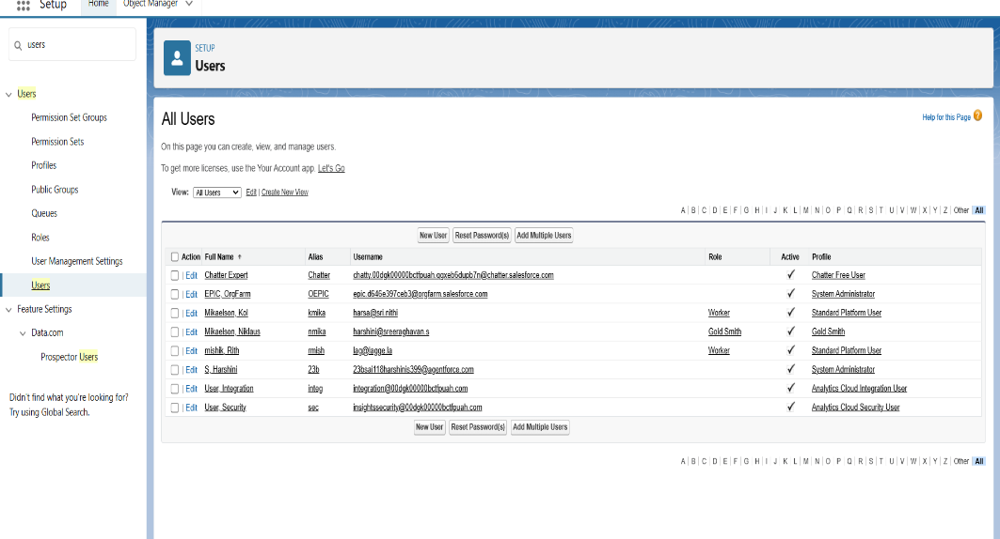 Setup Home Object Manager
users
Users
Permission Set Groups
Permission Sets
Profiles
Public Groups
Queues
Roles
User Management Settings
Users
Feature Settings
Data.com
Prospector Users
Didn't find what you're looking for?
Try using Global Search.
SETUP
Users
All Users
Help for this Page ?
On this page you can create, view, and manage users.
To get more licenses, use the Your Account app. Let's Go
View: All Users Edit | Create New View
A | B | C | D | E | F | G | H | I | J | K | L | M | N | O | P | Q | R | S | T | U | V | W | X | Y | Z | Other All
New User Reset Password(s) Add Multiple Users
Action Full Name ↑ Alias Username Role Active Profile
| Edit Chatter Expert Chatter chatty.00dgk00000bctfpuah.qqxeb6dupb7n@chatter.salesforce.com ✓ Chatter Free User
| Edit EPIC, OrgFarm OEPIC epic.d646e397ceb3@orgfarm.salesforce.com ✓ System Administrator
| Edit Mikaelson, Kol kmika harsa@srl.nithi Worker ✓ Standard Platform User
| Edit Mikaelson, Niklaus nmika harshini@sreeraghavan.s Gold Smith ✓ Gold Smith
| Edit mishik, Rith rmish lag@lagge.la Worker ✓ Standard Platform User
| Edit S, Harshini 23b 23bsai118harshinis399@agentforce.com ✓ System Administrator
| Edit User, Integration integ integration@00dgk00000bctfpuah.com ✓ Analytics Cloud Integration User
| Edit User, Security sec insightssecurity@00dgk00000bctfpuah.com ✓ Analytics Cloud Security User
New User Reset Password(s) Add Multiple Users
A | B | C | D | E | F | G | H | I | J | K | L | M | N | O | P | Q | R | S | T | U | V | W | X | Y | Z | Other All